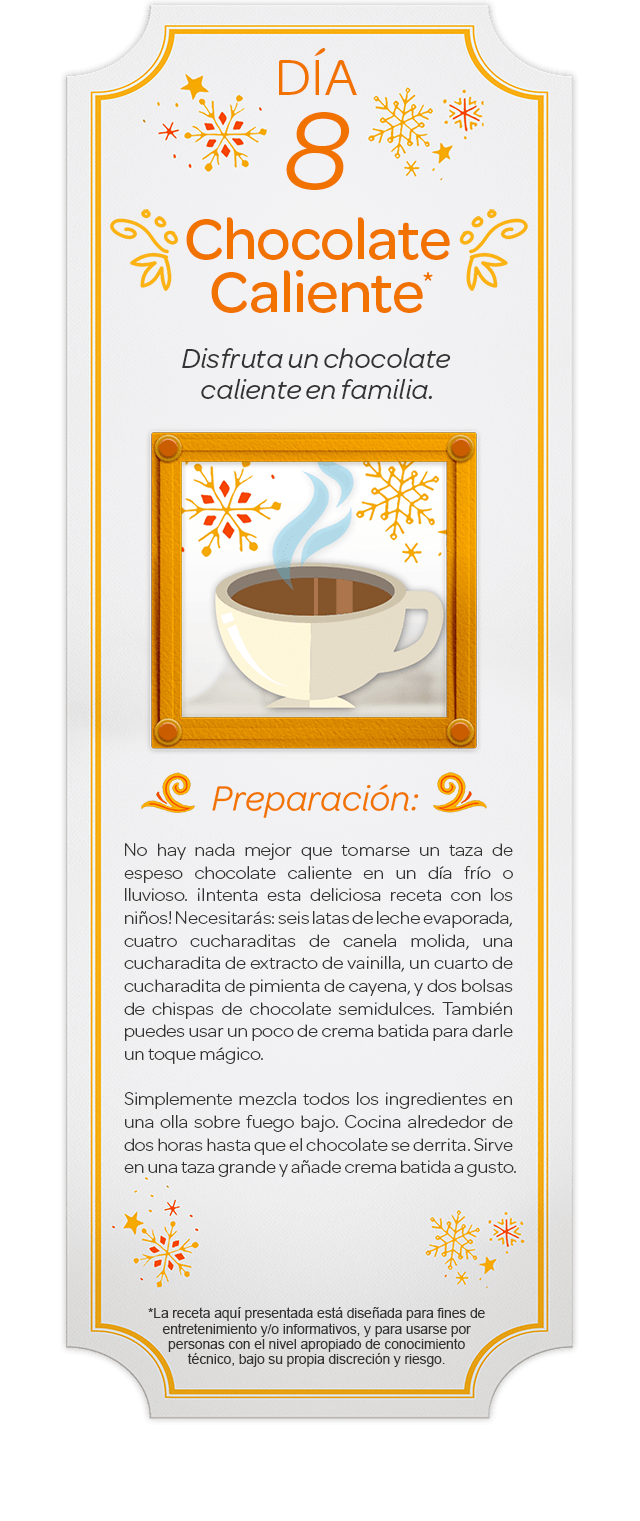 DÍA
8
Chocolate
Caliente*
Disfruta un chocolate
caliente en familia.
Preparación:
No hay nada mejor que tomarse un taza de
espeso chocolate caliente en un día frío o
lluvioso. ¡Intenta esta deliciosa receta con los
niños! Necesitarás: seis latas de leche evaporada,
cuatro cucharaditas de canela molida, una
cucharadita de extracto de vainilla, un cuarto de
cucharadita de pimienta de cayena, y dos bolsas
de chispas de chocolate semidulces. También
puedes usar un poco de crema batida para darle
un toque mágico.
Simplemente mezcla todos los ingredientes en
una olla sobre fuego bajo. Cocina alrededor de
dos horas hasta que el chocolate se derrita. Sirve
en una taza grande y añade crema batida a gusto.
*La receta aquí presentada está diseñada para fines de
entretenimiento y/o informativos, y para usarse por
personas con el nivel apropiado de conocimiento
técnico, bajo su propia discreción y riesgo.